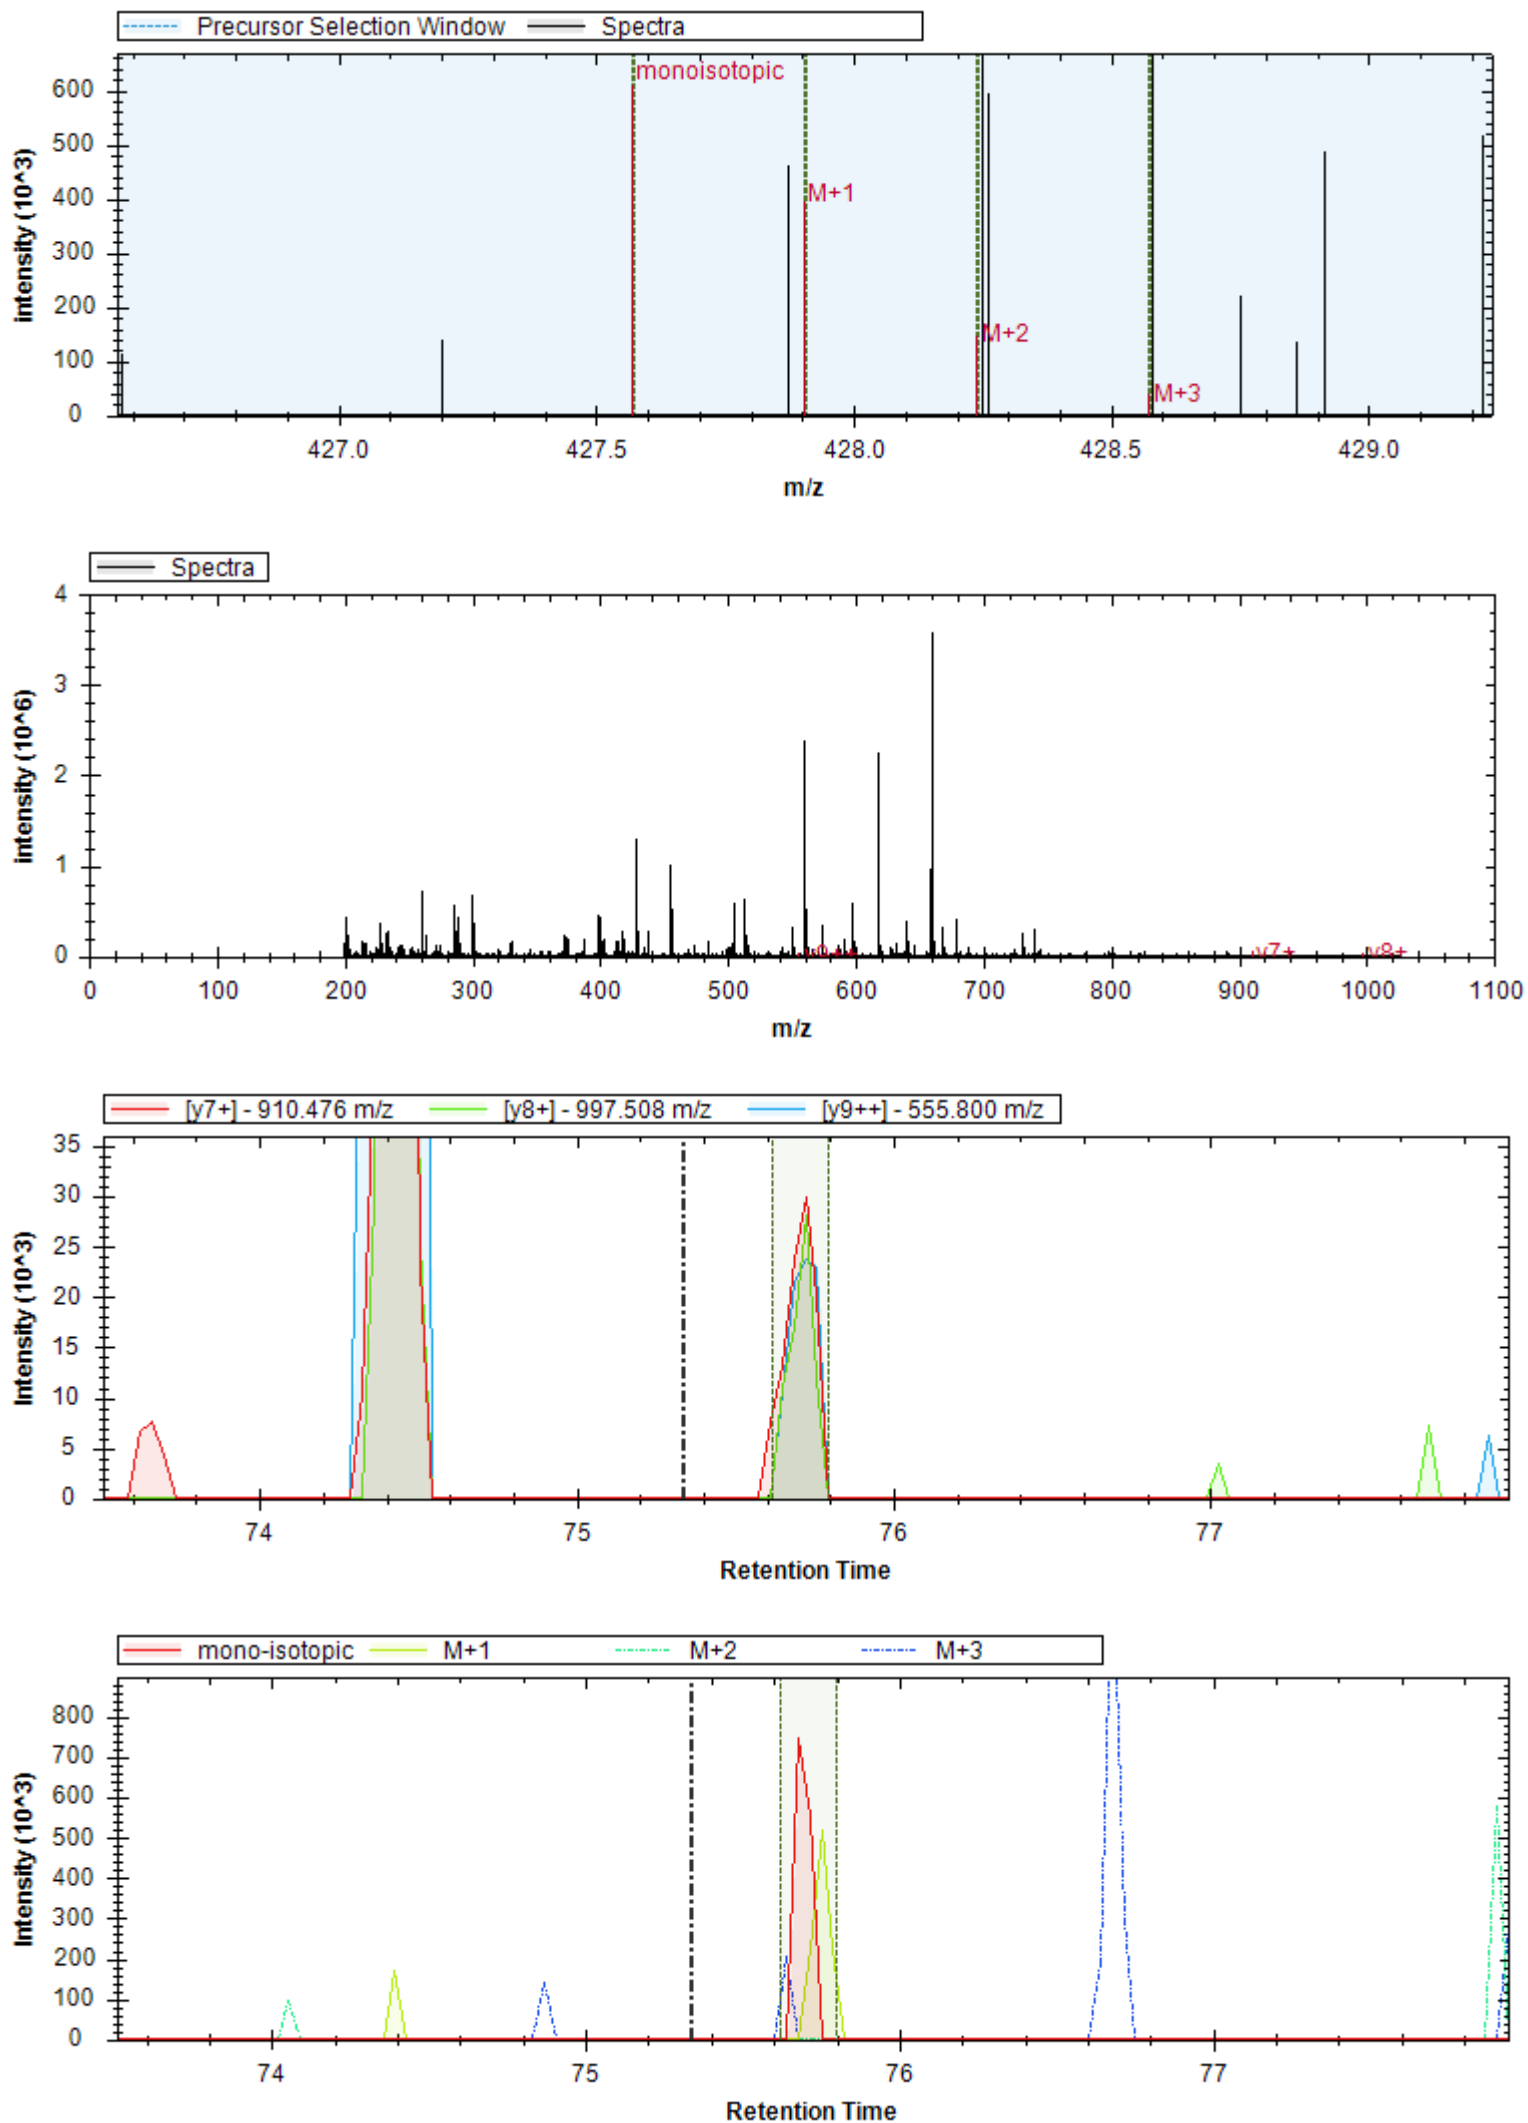 Precursor Selection Window Spectra
600
500
400
300
200
100
0
intensity (10^3)
monoisotopic
M+1
M+2
M+3
427.0 427.5 428.0 428.5 429.0
m/z
Spectra
4
3
2
1
0
intensity (10^6)
y7+ y8+
0 100 200 300 400 500 600 700 800 900 1000 1100
m/z
[y7+] - 910.476 m/z [y8+] - 997.508 m/z [y9++] - 555.800 m/z
35
30
25
20
15
10
5
0
Intensity (10^3)
74 75 76 77
Retention Time
mono-isotopic M+1 M+2 M+3
800
700
600
500
400
300
200
100
0
Intensity (10^3)
74 75 76 77
Retention Time